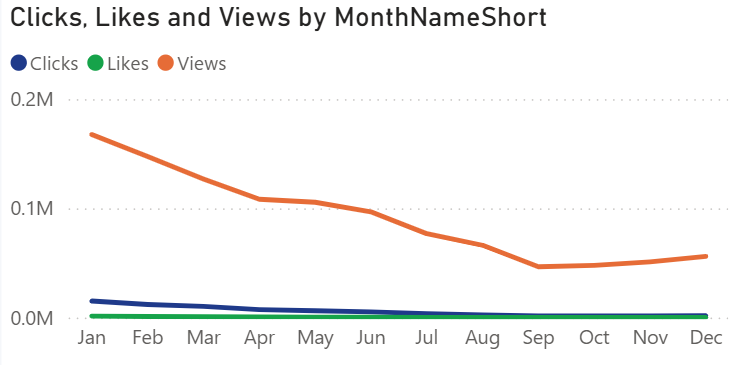 Clicks, Likes and Views by MonthNameShort
Clicks Likes Views
0.2M
0.1M
0.0M
Jan Feb Mar Apr May Jun Jul Aug Sep Oct Nov Dec